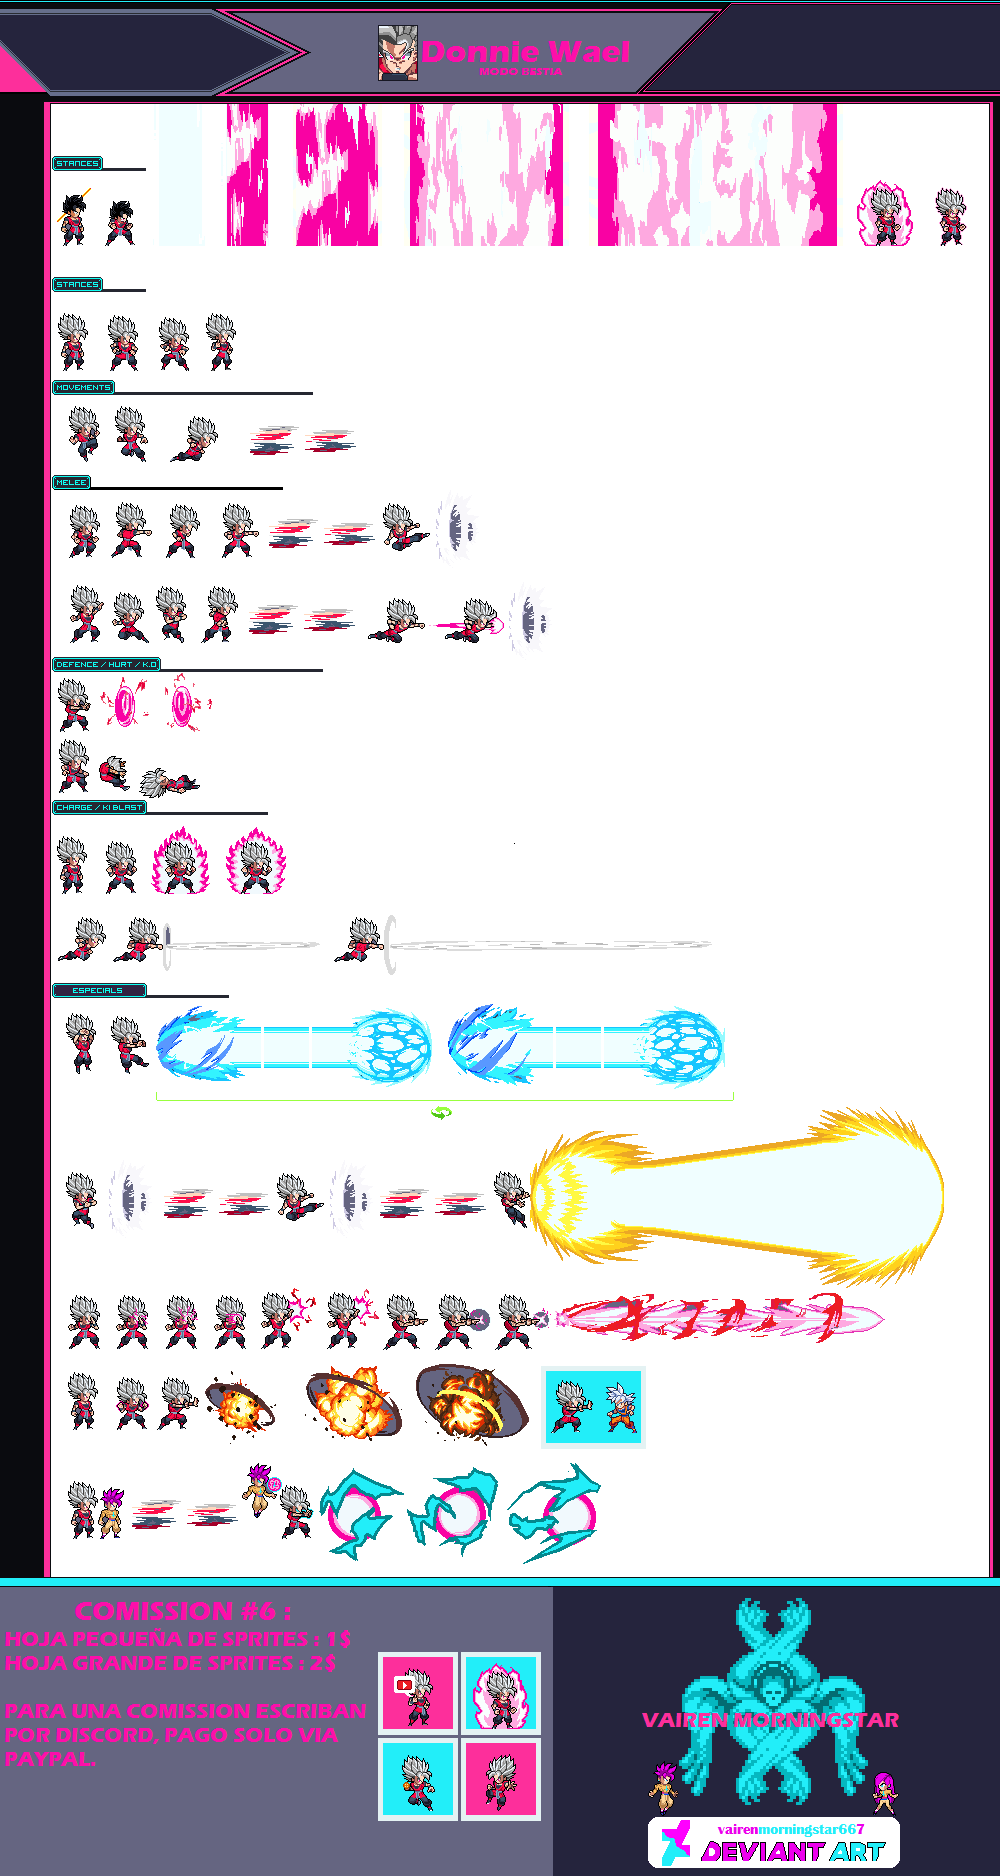 Donnie Wael
MODO BESTIA
STANCES
STANCES
MOVEMENTS
MELEE
DEFENCE / HURT / K.O
CHARGE / KI BLAST
ESPECIALS
COMISSION #6 :
HOJA PEQUEÑA DE SPRITES : 1$
HOJA GRANDE DE SPRITES : 2$
PARA UNA COMISSION ESCRIBAN
POR DISCORD, PAGO SOLO VIA
PAYPAL.
VAIREN MORNINGSTAR
vairenmorningstar667
DEVIANT ART